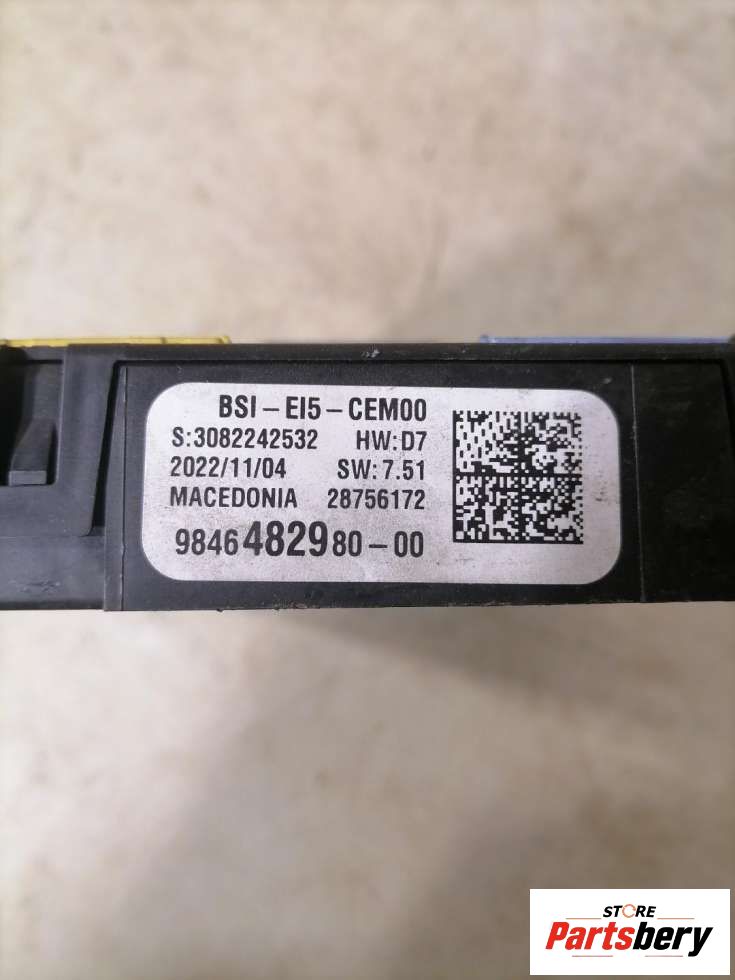 BSI-EI5-CEM00
S:3082242532 HW:D7
2022/11/04 SW:7.51
MACEDONIA 28756172
9846482980-00
STORE
Partsbery